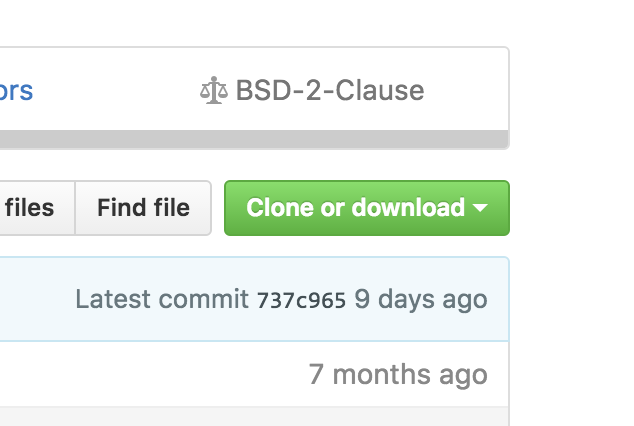 ors BSD-2-Clause
files Find file Clone or download
Latest commit 737c965 9 days ago
7 months ago